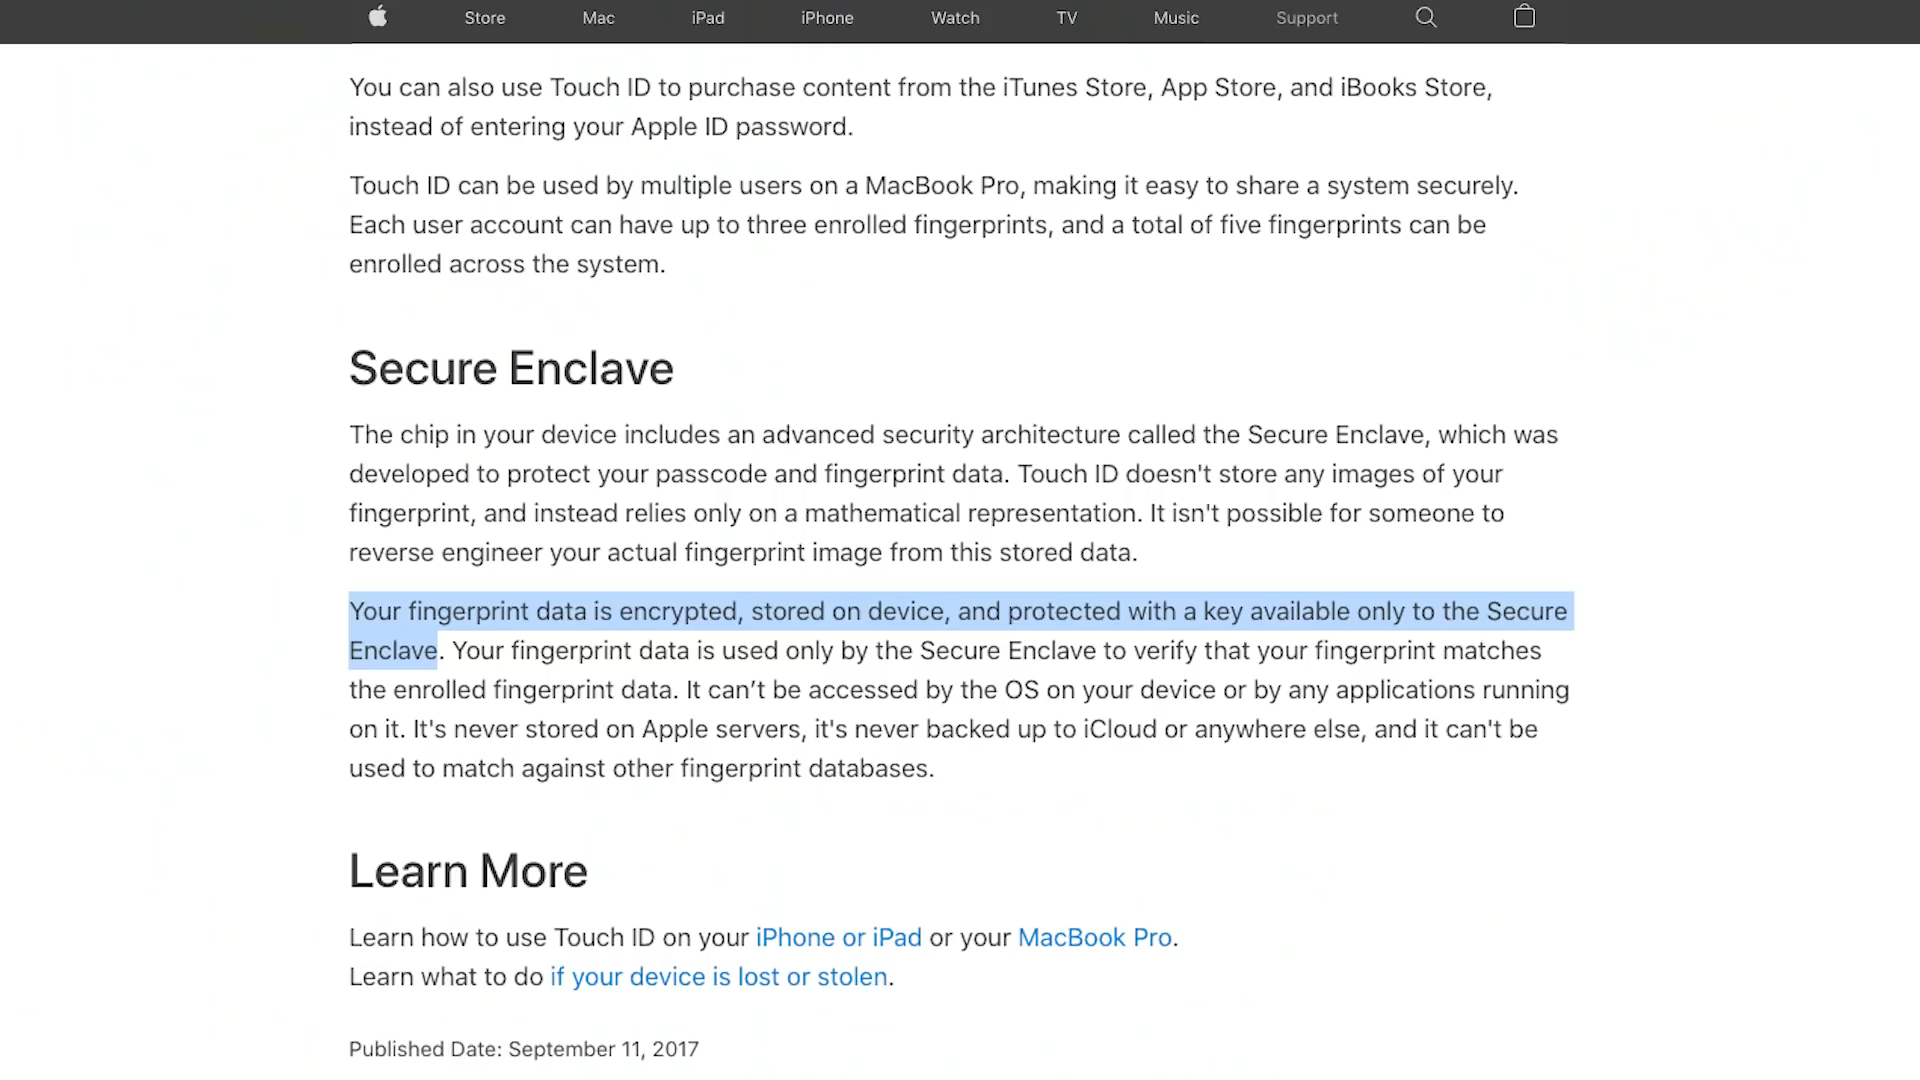 Store Mac iPad iPhone Watch TV Music Support
You can also use Touch ID to purchase content from the iTunes Store, App Store, and iBooks Store,
instead of entering your Apple ID password.
Touch ID can be used by multiple users on a MacBook Pro, making it easy to share a system securely.
Each user account can have up to three enrolled fingerprints, and a total of five fingerprints can be
enrolled across the system.
Secure Enclave
The chip in your device includes an advanced security architecture called the Secure Enclave, which was
developed to protect your passcode and fingerprint data. Touch ID doesn't store any images of your
fingerprint, and instead relies only on a mathematical representation. It isn't possible for someone to
reverse engineer your actual fingerprint image from this stored data.
Your fingerprint data is encrypted, stored on device, and protected with a key available only to the Secure
Enclave. Your fingerprint data is used only by the Secure Enclave to verify that your fingerprint matches
the enrolled fingerprint data. It can’t be accessed by the OS on your device or by any applications running
on it. It's never stored on Apple servers, it's never backed up to iCloud or anywhere else, and it can't be
used to match against other fingerprint databases.
Learn More
Learn how to use Touch ID on your iPhone or iPad or your MacBook Pro.
Learn what to do if your device is lost or stolen.
Published Date: September 11, 2017